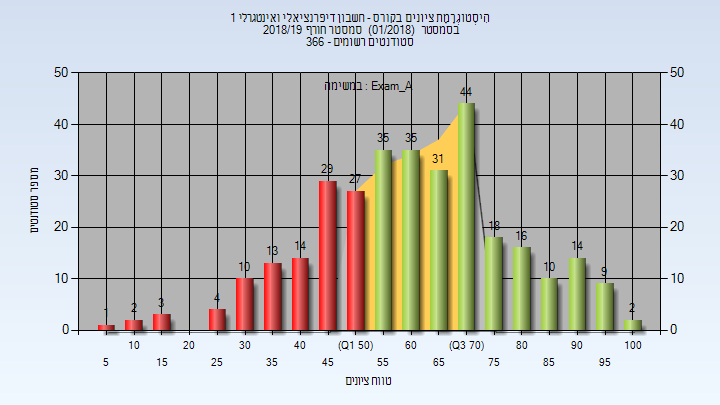 היסטוגרמת ציונים בקורס - חשבון דיפרנציאלי ואינטגרלי 1
בסמסטר (01/2018) סמסטר חורף 2018/19
סטודנטים רשומים - 366
במשימה : Exam_A
50 50
40 40
30 30
20 20
10 10
0 0
מספר סטודנטים
1 2 3 4 10 13 14 29 27 35 35 31 44 18 16 10 14 9 2
10 20 30 40 (Q1 50) 60 (Q3 70) 80 90 100
5 15 25 35 45 55 65 75 85 95
טווח ציונים